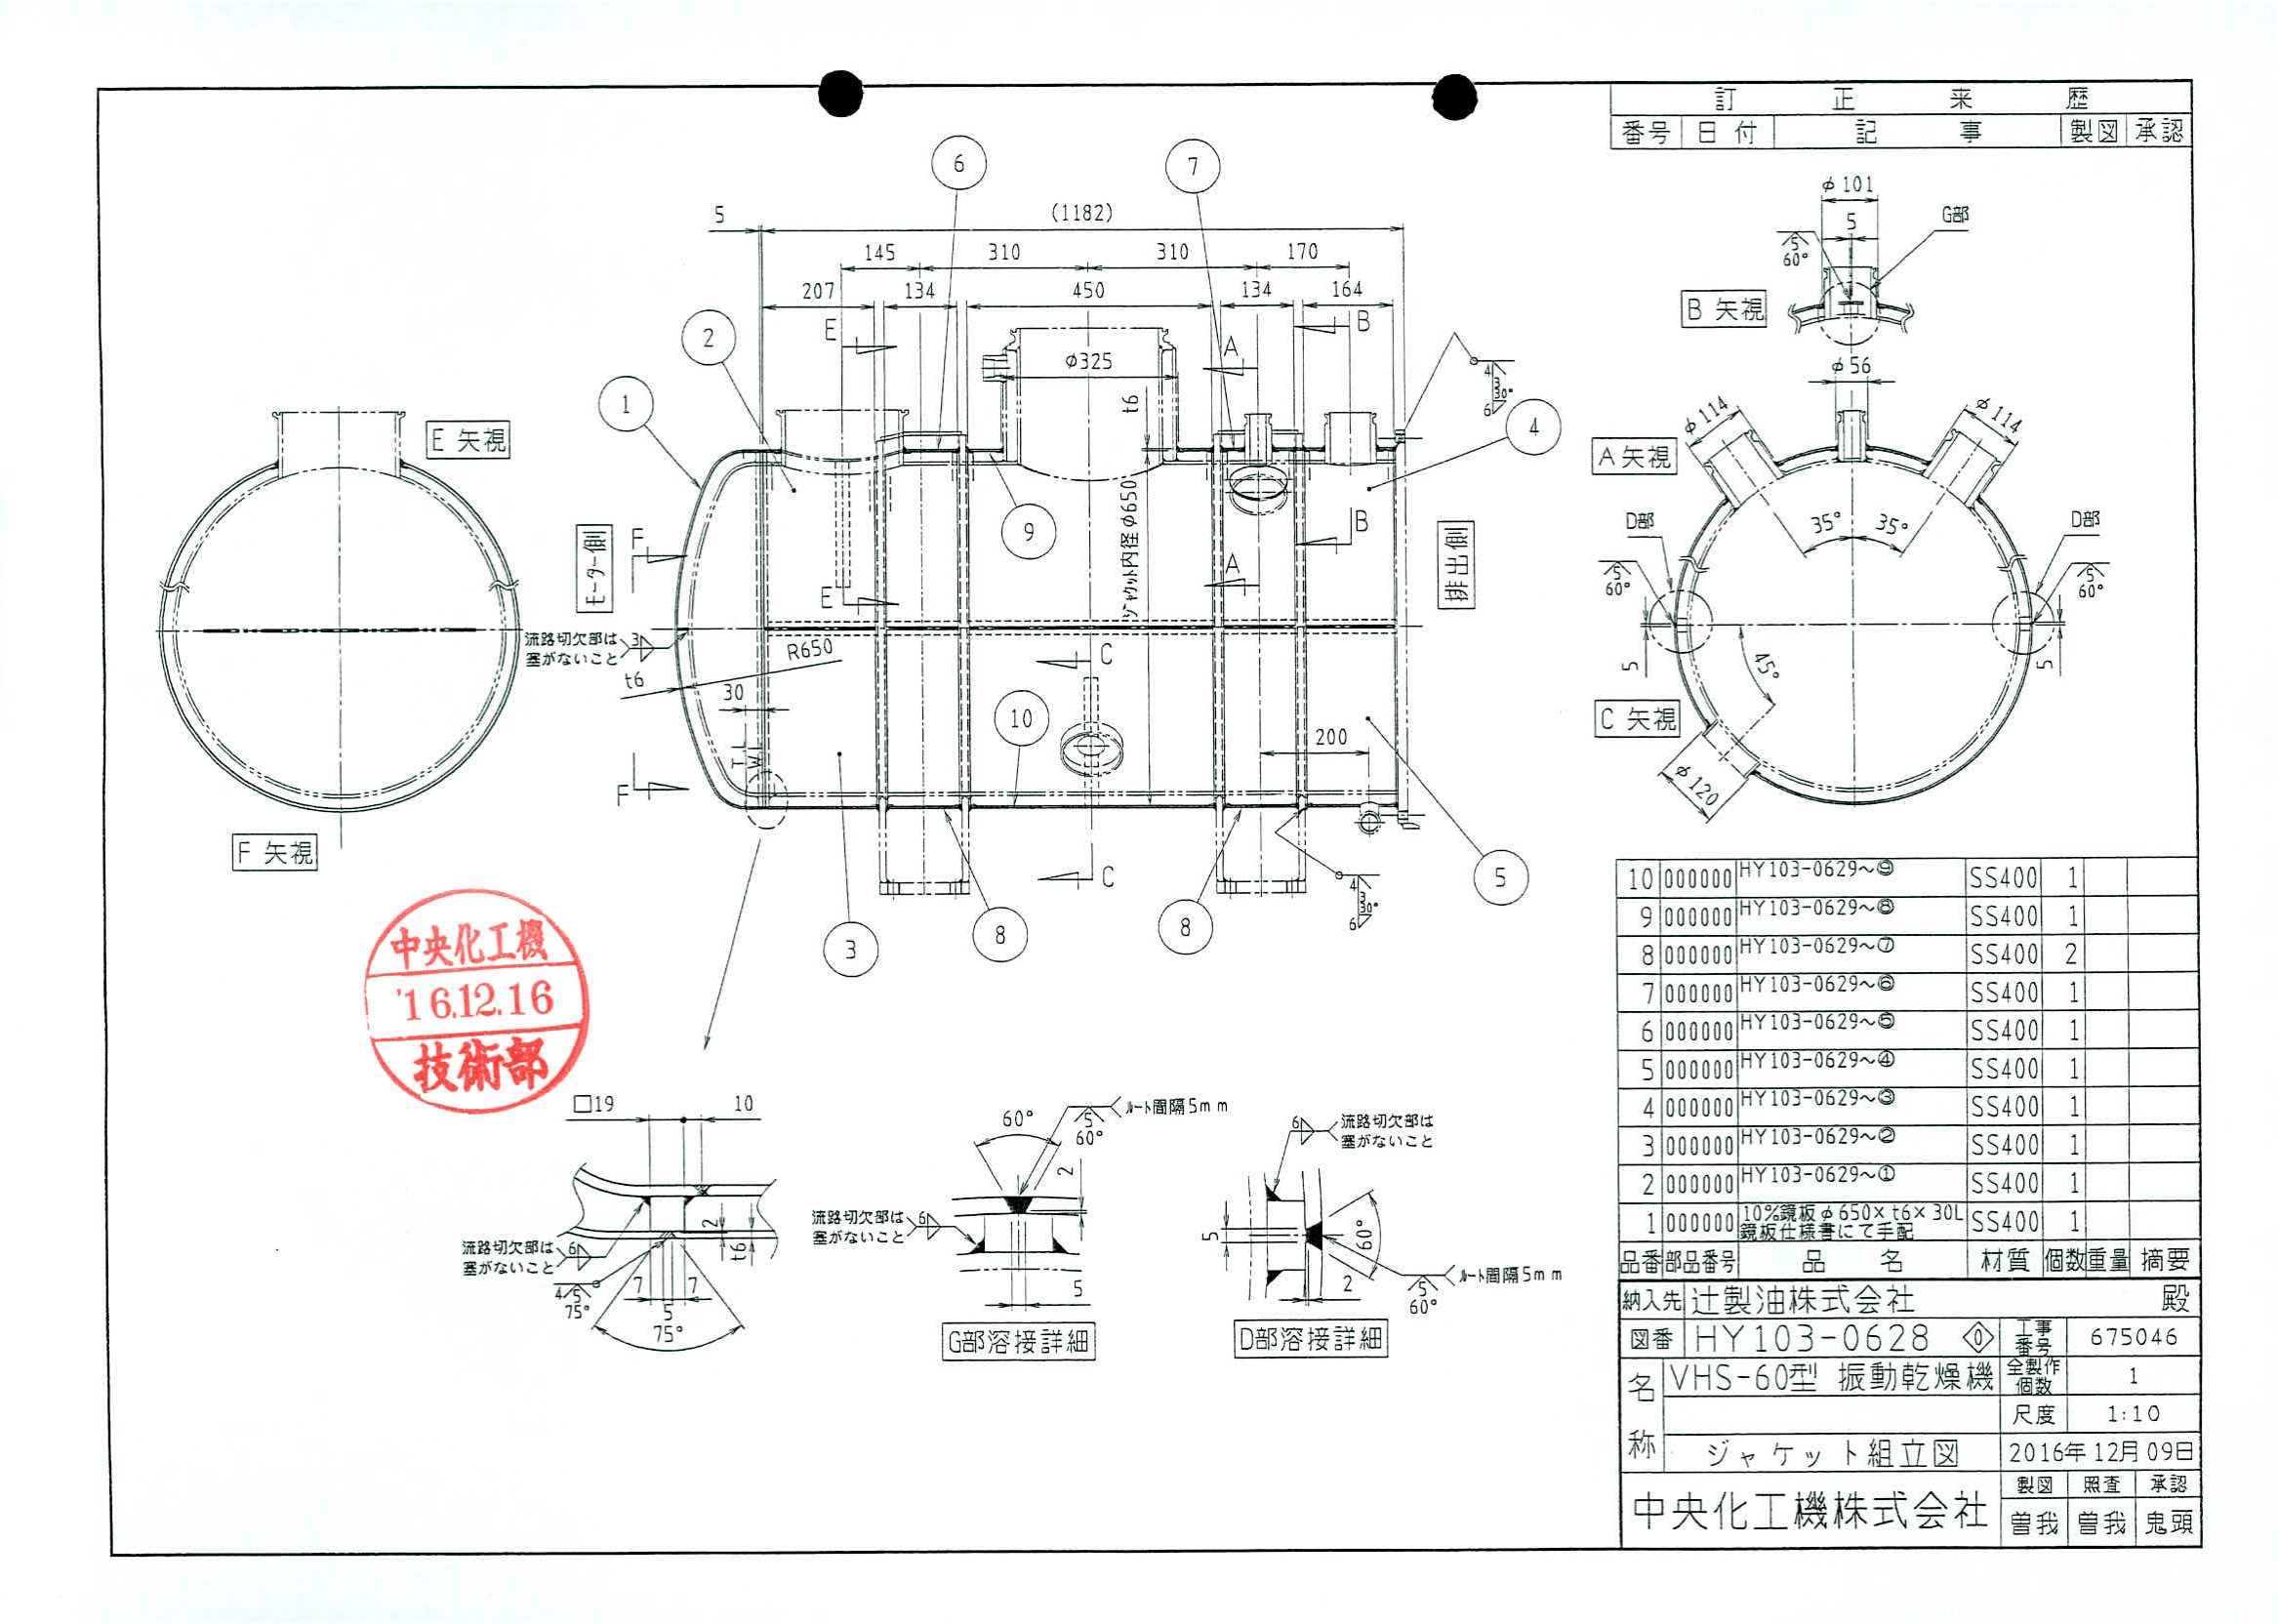 訂正来歴
番号 日付 記事 製図 承認
6
7
5
(1182)
145 310 310 170
207 134 450 134 164
E
B
A
2
1
φ325
t6
4
3
30°
6
4
E 矢視
φ101
5
G部
5
60°
B 矢視
φ56
φ114
φ114
A 矢視
35° 35°
D部
D部
5
60°
5
60°
5
5
45°
C 矢視
φ120
モーター側
F
9
ジャケット内径φ650
B
A
排出側
E
流路切欠部は
塞がないこと
3
R650
t6
30
C
10
T.L
W.L
200
F
C
F 矢視
3
8
8
5
4
3
30°
6
中央化工機
'16.12.16
技術部
□19 10
流路切欠部は
塞がないこと
6
2
t6
4 5
75°
7 7
5
75°
60°
5
60°
ルート間隔5mm
2
流路切欠部は
塞がないこと
6
5
G部溶接詳細
6
流路切欠部は
塞がないこと
5
60°
2
5
60°
ルート間隔5mm
D部溶接詳細
10 000000 HY103-0629~⑨ SS400 1
9 000000 HY103-0629~⑧ SS400 1
8 000000 HY103-0629~⑦ SS400 2
7 000000 HY103-0629~⑥ SS400 1
6 000000 HY103-0629~⑤ SS400 1
5 000000 HY103-0629~④ SS400 1
4 000000 HY103-0629~③ SS400 1
3 000000 HY103-0629~② SS400 1
2 000000 HY103-0629~① SS400 1
1 000000 10%鏡板φ650×t6×30L 鏡板仕様書にて手配 SS400 1
品番 部品番号 品名 材質 個数 重量 摘要
納入先 辻製油株式会社 殿
図番 HY103-0628 0 工事番号 675046
名称 VHS-60型 振動乾燥機 全製作個数 1
尺度 1:10
ジャケット組立図 2016年12月09日
中央化工機株式会社 製図 照査 承認
曽我 曽我 鬼頭